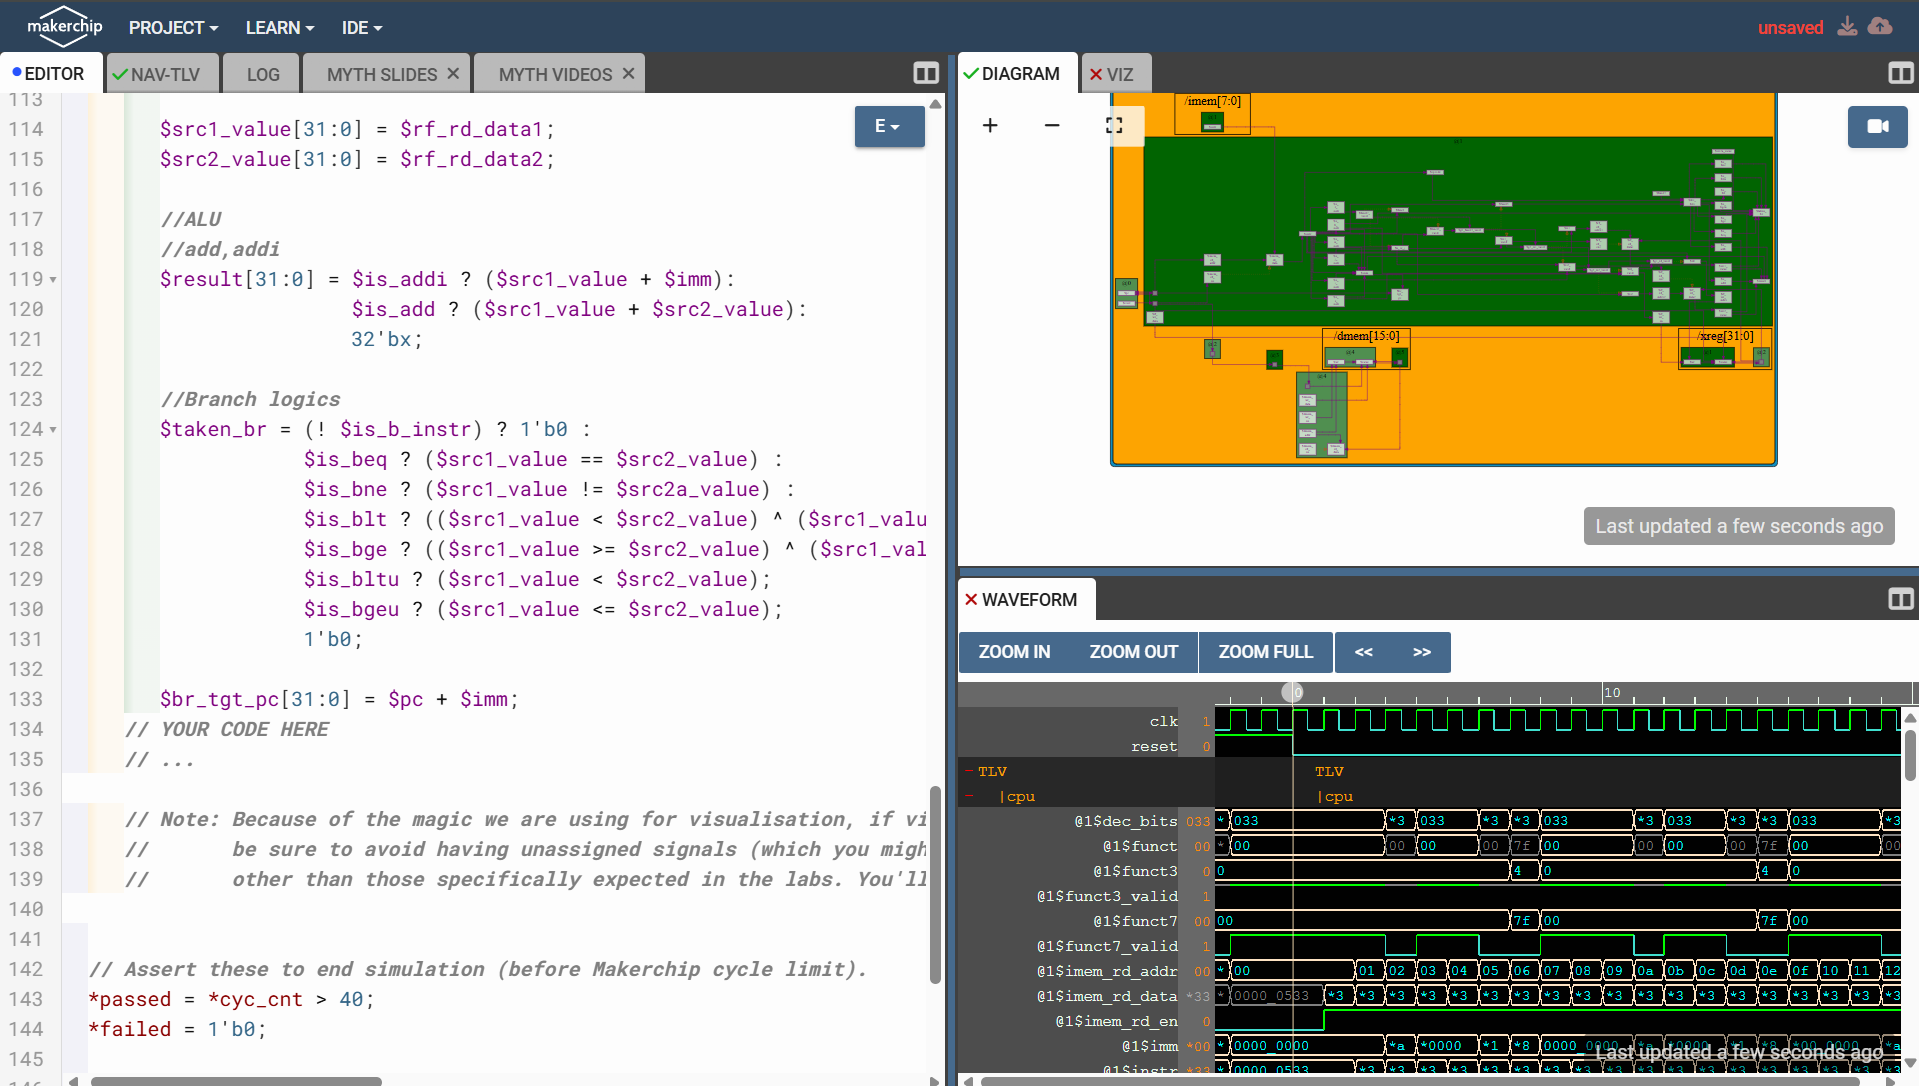 makerchip PROJECT LEARN IDE unsaved
EDITOR NAV-TLV LOG MYTH SLIDES MYTH VIDEOS
113
114 $src1_value[31:0] = $rf_rd_data1;
115 $src2_value[31:0] = $rf_rd_data2;
116
117 //ALU
118 //add,addi
119 $result[31:0] = $is_addi ? ($src1_value + $imm):
120 $is_add ? ($src1_value + $src2_value):
121 32'bx;
122
123 //Branch logics
124 $taken_br = (! $is_b_instr) ? 1'b0 :
125 $is_beq ? ($src1_value == $src2_value) :
126 $is_bne ? ($src1_value != $src2a_value) :
127 $is_blt ? (($src1_value < $src2_value) ^ ($src1_valu
128 $is_bge ? (($src1_value >= $src2_value) ^ ($src1_val
129 $is_bltu ? ($src1_value < $src2_value);
130 $is_bgeu ? ($src1_value <= $src2_value);
131 1'b0;
132
133 $br_tgt_pc[31:0] = $pc + $imm;
134 // YOUR CODE HERE
135 // ...
136
137 // Note: Because of the magic we are using for visualisation, if vi
138 // be sure to avoid having unassigned signals (which you migh
139 // other than those specifically expected in the labs. You'll
140
141
142 // Assert these to end simulation (before Makerchip cycle limit).
143 *passed = *cyc_cnt > 40;
144 *failed = 1'b0;
145
E
DIAGRAM VIZ
+ −
/imem[7:0]
/dmem[15:0]
/xreg[31:0]
Last updated a few seconds ago
WAVEFORM
ZOOM IN ZOOM OUT ZOOM FULL << >>
0 10
clk 1
reset 0
TLV TLV
|cpu |cpu
@1$dec_bits 033 * 033 *3 033 *3 *3 033 *3 033 *3 *3 033 *3
@1$funct 00 * 00 00 00 00 7f 00 00 00 00 7f 00 00
@1$funct3 0 0 4 0 4 0
@1$funct3_valid 1
@1$funct7 00 00 7f 00 7f 00
@1$funct7_valid 1
@1$imem_rd_addr 00 * 00 01 02 03 04 05 06 07 08 09 0a 0b 0c 0d 0e 0f 10 11 12
@1$imem_rd_data *33 * 0000_0533 *3 *3 *3 *3 *3 *3 *3 *3 *3 *3 *3 *3 *3 *3 *3 *3 *3 *3 *3
@1$imem_rd_en 0
@1$imm *00 * 0000_0000 *a *0000 *1 *8 0000_0000
Last updated a few seconds ago
@1$instr *33 * 0000_0533